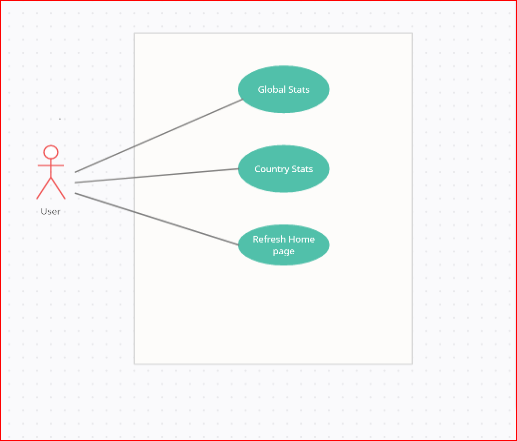 Global Stats
Country Stats
User
Refresh Home
page